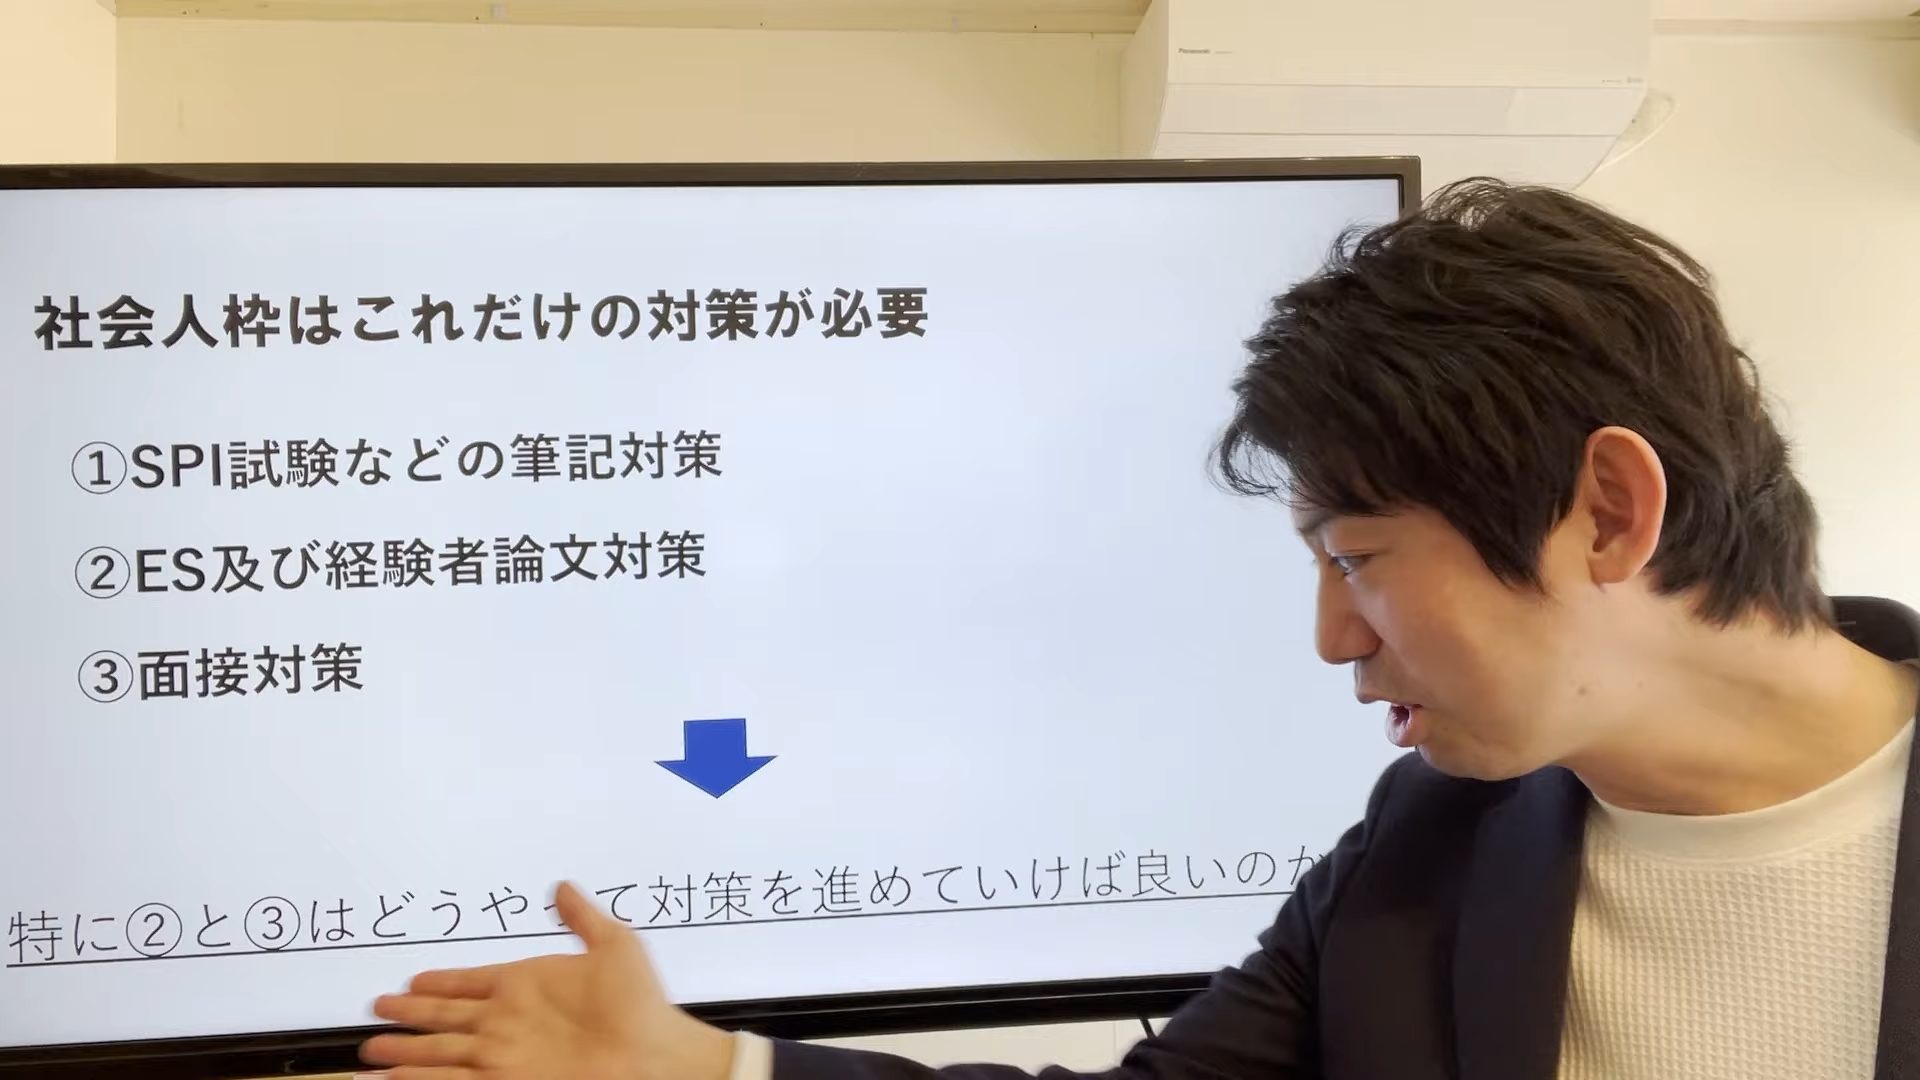 Panasonic
社会人枠はこれだけの対策が必要
①SPI試験などの筆記対策
②ES及び経験者論文対策
③面接対策
特に②と③はどうやって対策を進めていけば良いのか